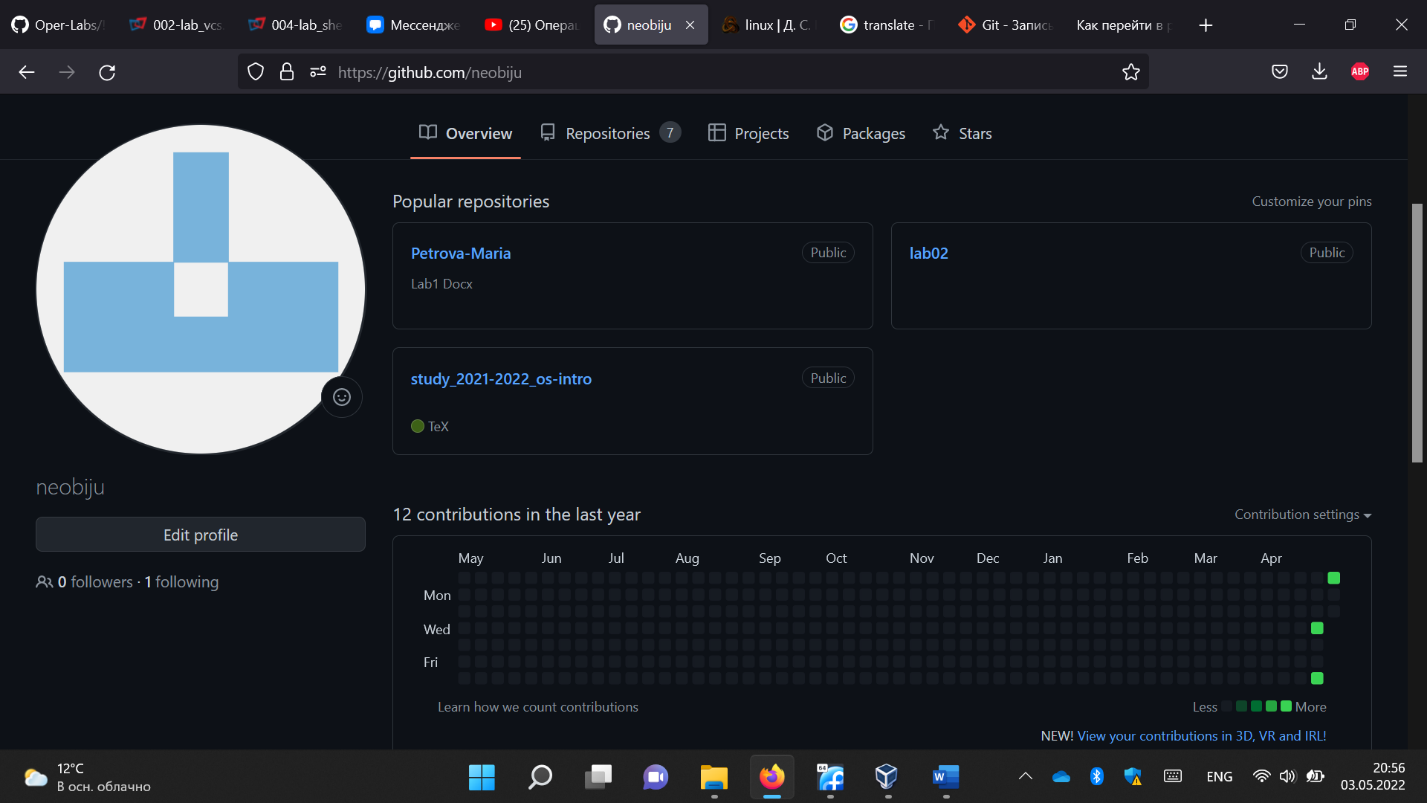 Oper-Labs/
002-lab_vcs
004-lab_she
Мессендже
(25) Опера
neobiju
linux | Д. С.
translate - П
Git - Запись
Как перейти в р
https://github.com/neobiju
ABP
Overview
Repositories 7
Projects
Packages
Stars
Popular repositories
Customize your pins
Petrova-Maria
Public
Lab1 Docx
lab02
Public
study_2021-2022_os-intro
Public
TeX
neobiju
Edit profile
0 followers · 1 following
12 contributions in the last year
Contribution settings
May Jun Jul Aug Sep Oct Nov Dec Jan Feb Mar Apr
Mon
Wed
Fri
Learn how we count contributions
Less More
NEW! View your contributions in 3D, VR and IRL!
12°C
В осн. облачно
64
W
ENG
20:56
03.05.2022